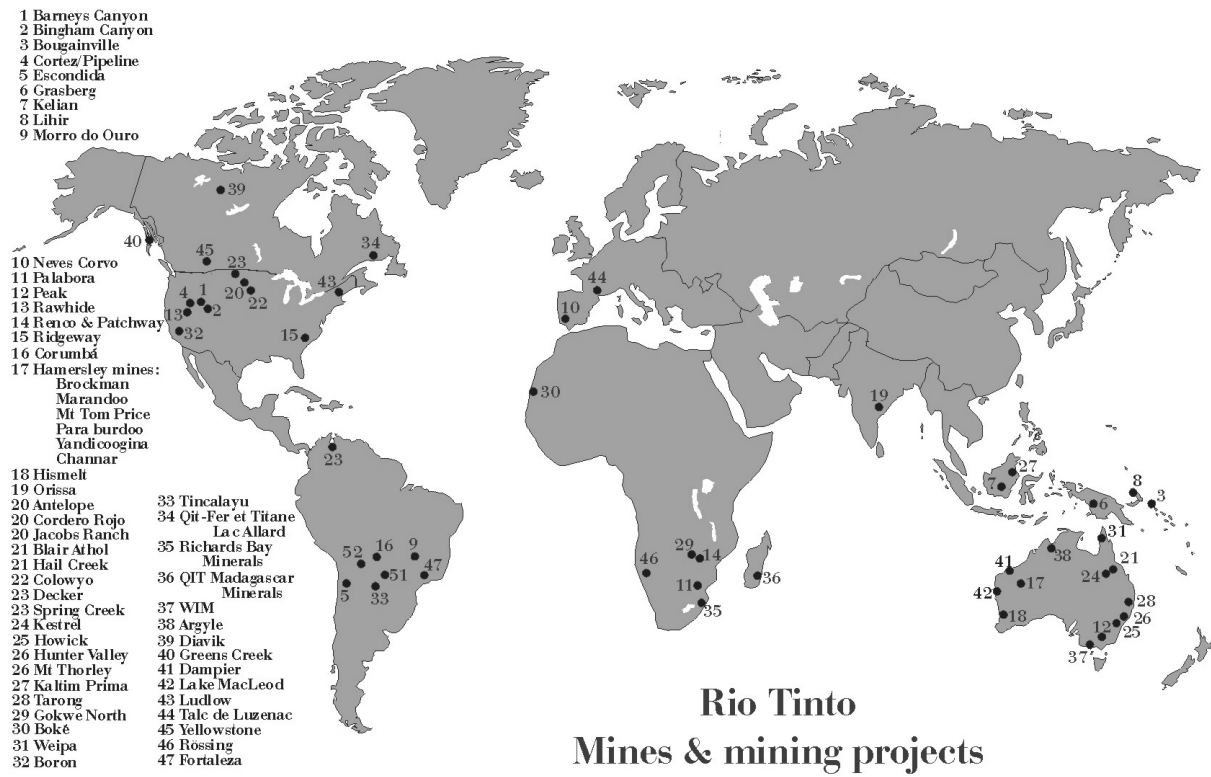 1 Barneys Canyon
2 Bingham Canyon
3 Bougainville
4 Cortez/Pipeline
5 Escondida
6 Grasberg
7 Kelian
8 Lihir
9 Morro do Ouro
10 Neves Corvo
11 Palabora
12 Peak
13 Rawhide
14 Renco & Patchway
15 Ridgeway
16 Corumbá
17 Hamersley mines:
Brockman
Marandoo
Mt Tom Price
Para burdoo
Yandicoogina
Channar
18 Hismelt
19 Orissa
20 Antelope
20 Cordero Rojo
20 Jacobs Ranch
21 Blair Athol
21 Hail Creek
22 Colowyo
23 Decker
23 Spring Creek
24 Kestrel
25 Howick
26 Hunter Valley
26 Mt Thorley
27 Kaltim Prima
28 Tarong
29 Gokwe North
30 Boké
31 Weipa
32 Boron
33 Tincalayu
34 Qit-Fer et Titane
Lac Allard
35 Richards Bay
Minerals
36 QIT Madagascar
Minerals
37 WIM
38 Argyle
39 Diavik
40 Greens Creek
41 Dampier
42 Lake MacLeod
43 Ludlow
44 Talc de Luzenac
45 Yellowstone
46 Rössing
47 Fortaleza
39
40
45
34
23
20
22
43
4
1
2
13
32
15
23
52
16
9
51
47
5
33
44
10
30
29
14
46
11
35
36
19
27
7
6
8
3
31
41
38
21
24
17
42
28
18
12
26
25
37
Rio Tinto
Mines & mining projects